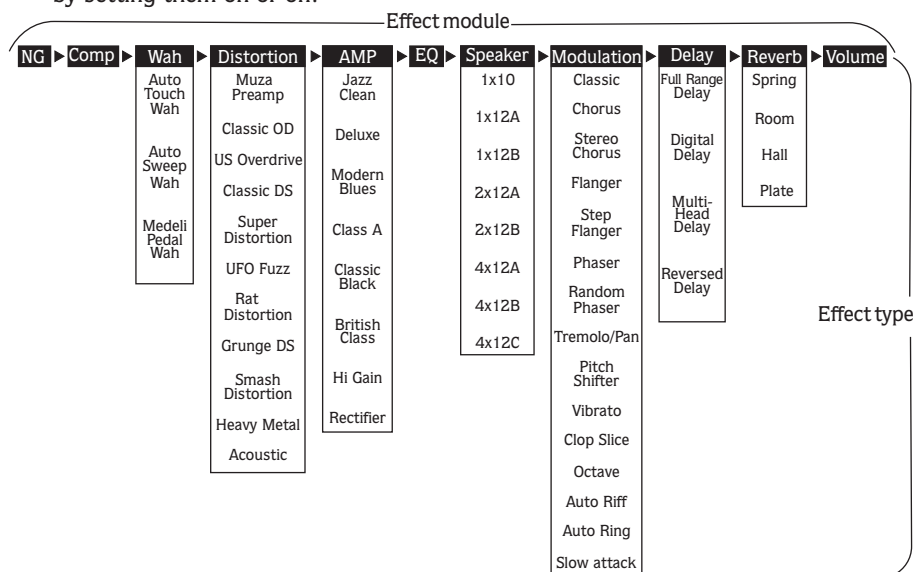 by setting them on or off.
Effect module
NG Comp Wah Distortion AMP EQ Speaker Modulation Delay Reverb Volume
Auto
Touch
Wah
Auto
Sweep
Wah
Medeli
Pedal
Wah
Muza
Preamp
Classic OD
US Overdrive
Classic DS
Super
Distortion
UFO Fuzz
Rat
Distortion
Grunge DS
Smash
Distortion
Heavy Metal
Acoustic
Jazz
Clean
Deluxe
Modern
Blues
Class A
Classic
Black
British
Class
Hi Gain
Rectifier
1x10
1x12A
1x12B
2x12A
2x12B
4x12A
4x12B
4x12C
Classic
Chorus
Stereo
Chorus
Flanger
Step
Flanger
Phaser
Random
Phaser
Tremolo/Pan
Pitch
Shifter
Vibrato
Clop Slice
Octave
Auto Riff
Auto Ring
Slow attack
Full Range
Delay
Digital
Delay
Multi-
Head
Delay
Reversed
Delay
Spring
Room
Hall
Plate
Effect type